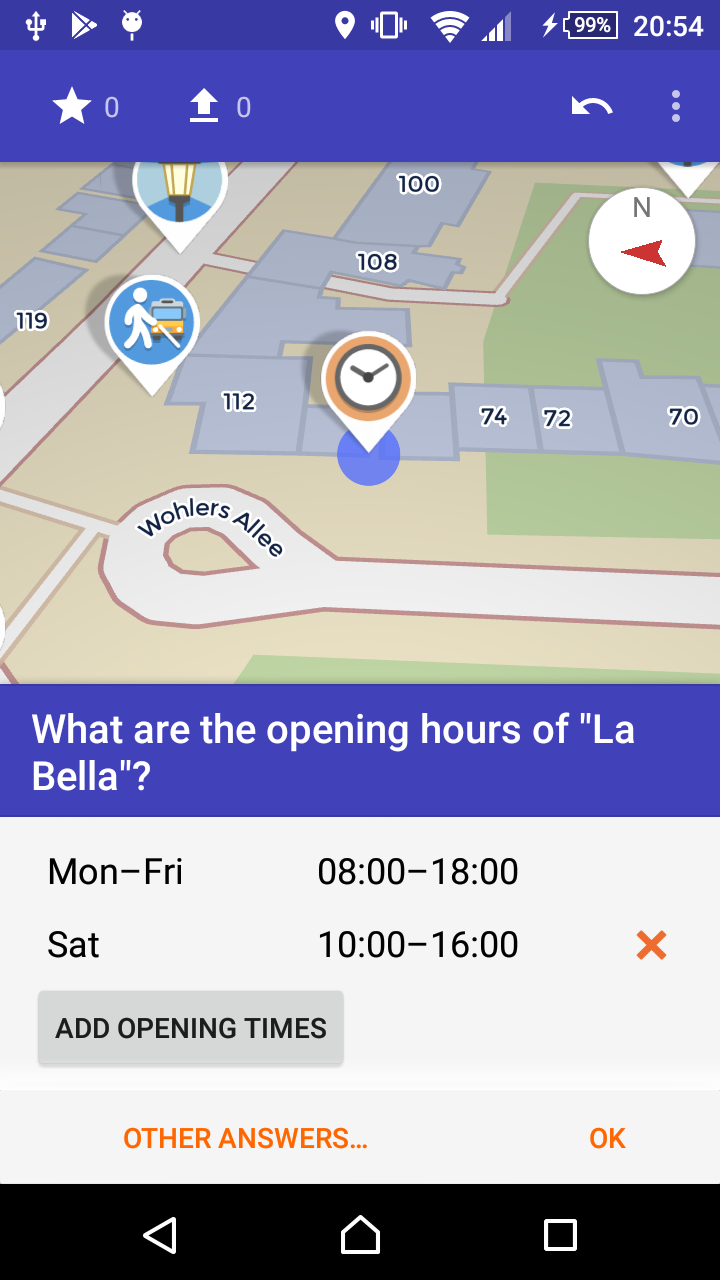 99% 20:54
0 0
100
N
108
119
112
74 72 70
Wohlers Allee
What are the opening hours of "La
Bella"?
Mon–Fri 08:00–18:00
Sat 10:00–16:00
ADD OPENING TIMES
OTHER ANSWERS… OK